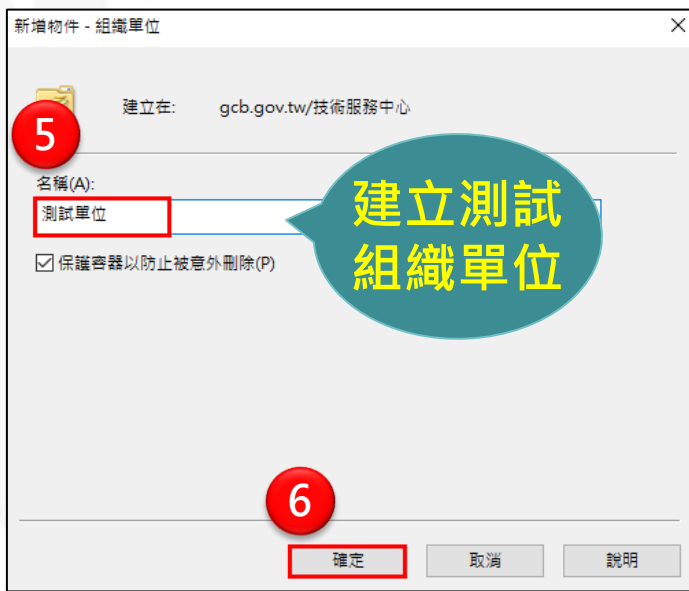 新增物件 - 組織單位
建立在: gcb.gov.tw/技術服務中心
5
名稱(A):
測試單位
建立測試
組織單位
保護容器以防止被意外刪除(P)
6
確定 取消 說明